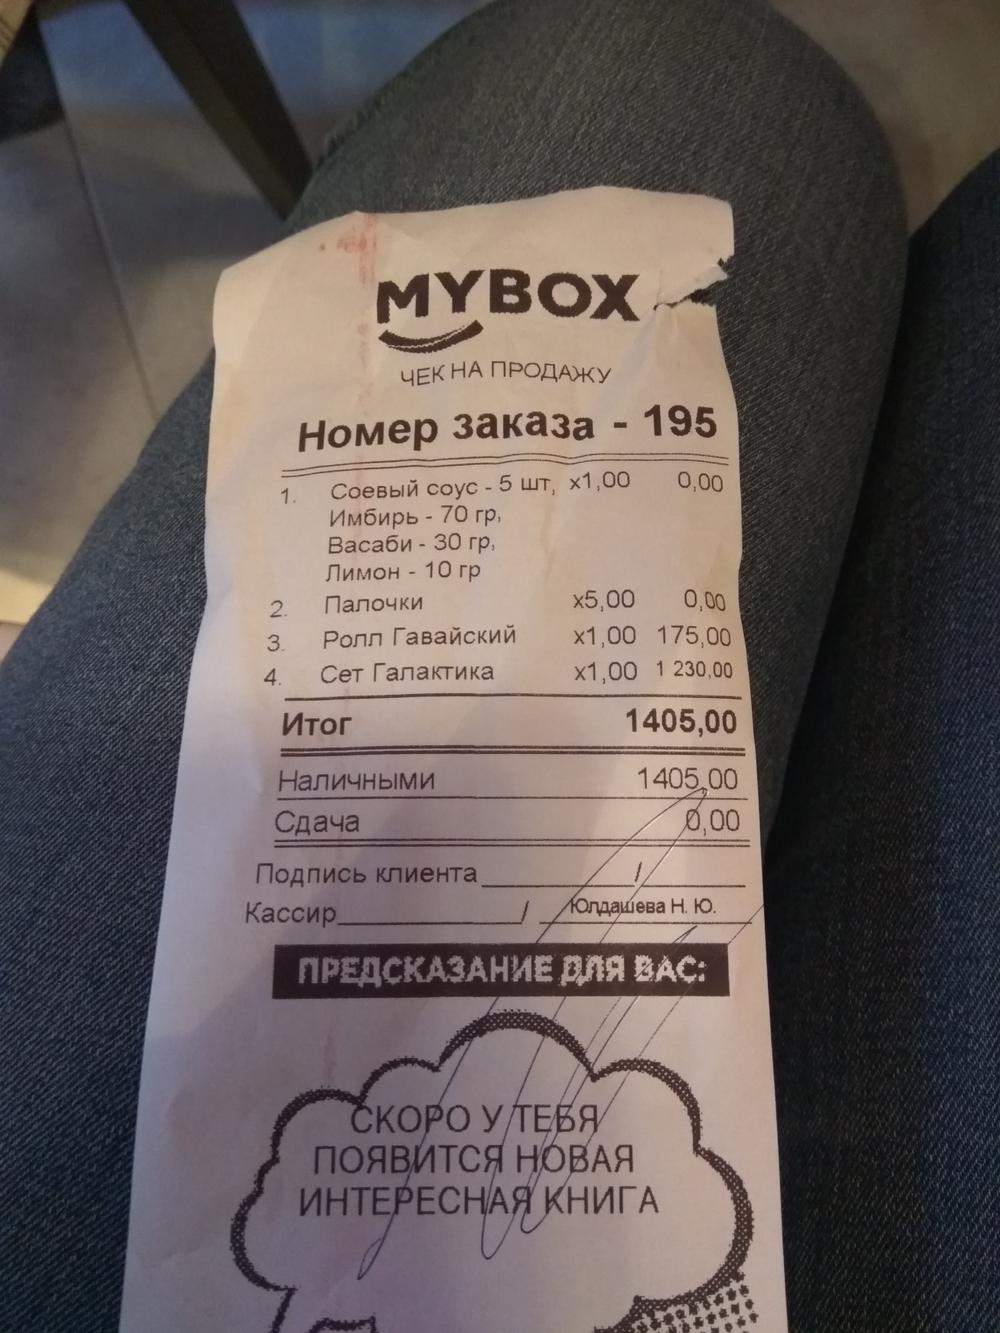 MYBOX
ЧЕК НА ПРОДАЖУ
Номер заказа - 195
1. Соевый соус - 5 шт, x1,00 0,00
Имбирь - 70 гр,
Васаби - 30 гр,
Лимон - 10 гр
2. Палочки x5,00 0,00
3. Ролл Гавайский x1,00 175,00
4. Сет Галактика x1,00 1 230,00
Итог 1405,00
Наличными 1405,00
Сдача 0,00
Подпись клиента ________ / ________
Кассир ________ / Юлдашева Н. Ю.
ПРЕДСКАЗАНИЕ ДЛЯ ВАС:
СКОРО У ТЕБЯ
ПОЯВИТСЯ НОВАЯ
ИНТЕРЕСНАЯ КНИГА